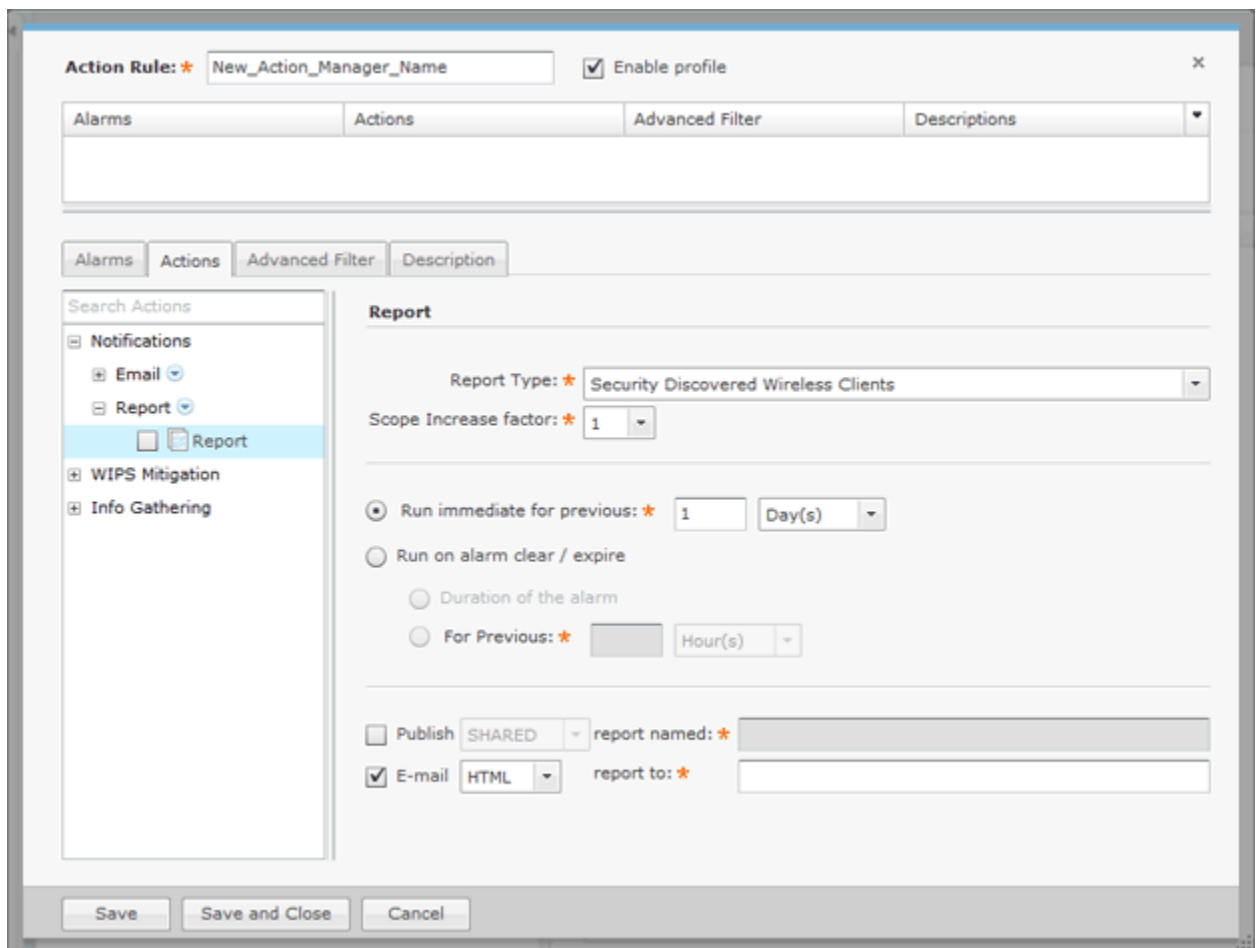 Action Rule: * New_Action_Manager_Name Enable profile
Alarms Actions Advanced Filter Descriptions
Alarms Actions Advanced Filter Description
Search Actions
Notifications
Email
Report
Report
WIPS Mitigation
Info Gathering
Report
Report Type: * Security Discovered Wireless Clients
Scope Increase factor: * 1
Run immediate for previous: * 1 Day(s)
Run on alarm clear / expire
Duration of the alarm
For Previous: * Hour(s)
Publish SHARED report named: *
E-mail HTML report to: *
Save Save and Close Cancel